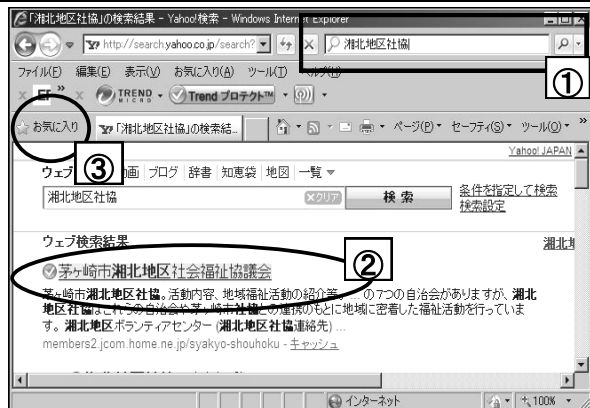 「湘北地区社協」の検索結果 - Yahoo!検索 - Windows Internet Explorer
http://search.yahoo.co.jp/search?
湘北地区社協
①
ファイル(F) 編集(E) 表示(V) お気に入り(A) ツール(T)
TREND MICRO Trend プロテクト™
お気に入り 「湘北地区社協」の検索結... ページ(P) セーフティ(S) ツール(O) »
③
Yahoo! JAPAN
ブログ 辞書 知恵袋 地図 一覧
湘北地区社協 ×クリア 検索 条件を指定して検索
検索設定
ウェブ検索結果
②
茅ヶ崎市湘北地区社会福祉協議会
茅ヶ崎市湘北地区社協。活動内容、地域福祉活動の紹介等。 ... の7つの自治会がありますが、湘北
地区社協はこれらの自治会や茅ヶ崎市社協との連携のもとに地域に密着した福祉活動を行っていま
す。湘北地区ボランティアセンター (湘北地区社協連絡先) ...
members2.jcom.home.ne.jp/syakyo-shouhoku - キャッシュ
インターネット 100%